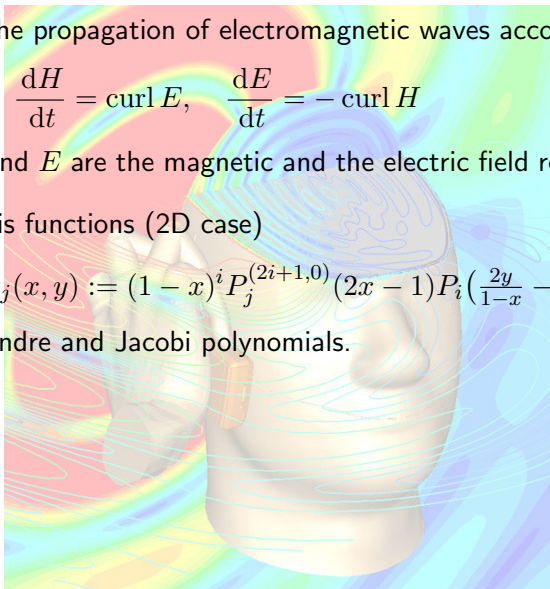 he propagation of electromagnetic waves acco
dH/dt = curl E, dE/dt = − curl H
nd E are the magnetic and the electric field r
is functions (2D case)
j(x, y) := (1 − x)^i P_j^{(2i+1,0)}(2x − 1)P_i(2y/1−x −
ndre and Jacobi polynomials.